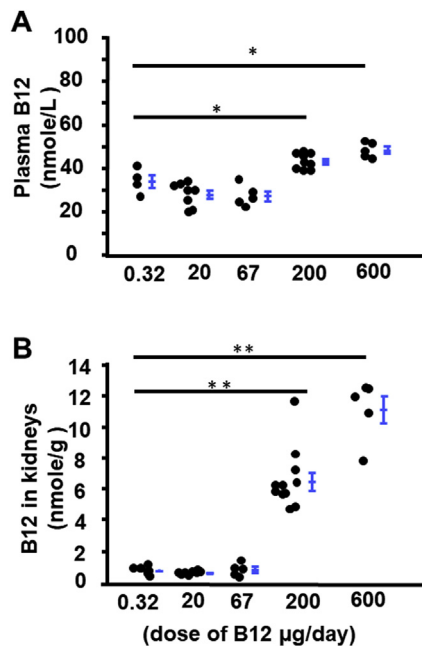 A
Plasma B12
(nmole/L)
100
80
60
40
20
0
*
*
0.32 20 67 200 600
B
B12 in kidneys
(nmole/g)
14
12
10
8
6
4
2
0
**
**
0.32 20 67 200 600
(dose of B12 µg/day)